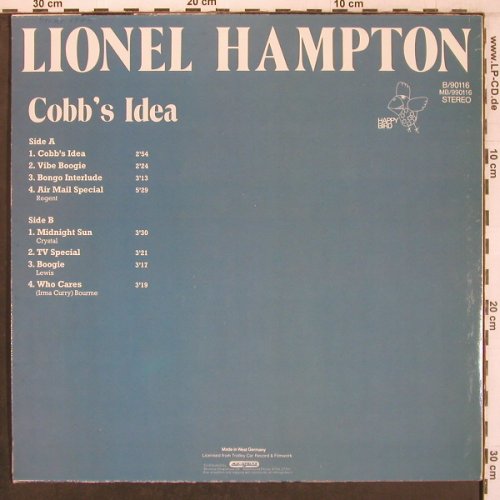 30 cm
20 cm
10 cm
LIONEL HAMPTON
Cobb's Idea
B/90116
MB/990116
STEREO
HAPPY
BIRD
Side A
1. Cobb's Idea 2'54
2. Vibe Boogie 2'24
3. Bongo Interlude 3'13
4. Air Mail Special 5'29
Regent
Side B
1. Midnight Sun 3'30
Crystal
2. TV Special 3'21
3. Boogie 3'17
Lewis
4. Who Cares 3'19
(Irma Curry) Bourne
Made in West Germany
Licensed from Trolley Car Record & Filmwork
www.LP-CD.de
10 cm
20 cm
30 cm